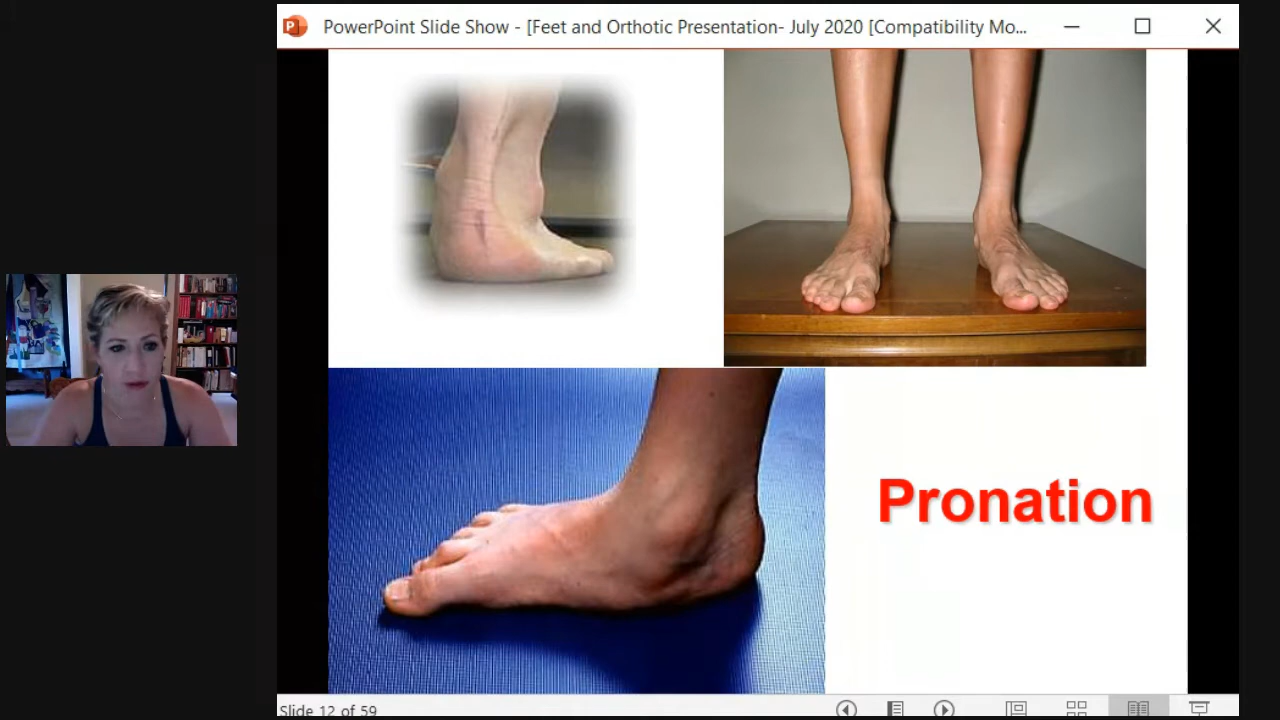 PowerPoint Slide Show - [Feet and Orthotic Presentation- July 2020 [Compatibility Mo...
Pronation
Slide 12 of 59